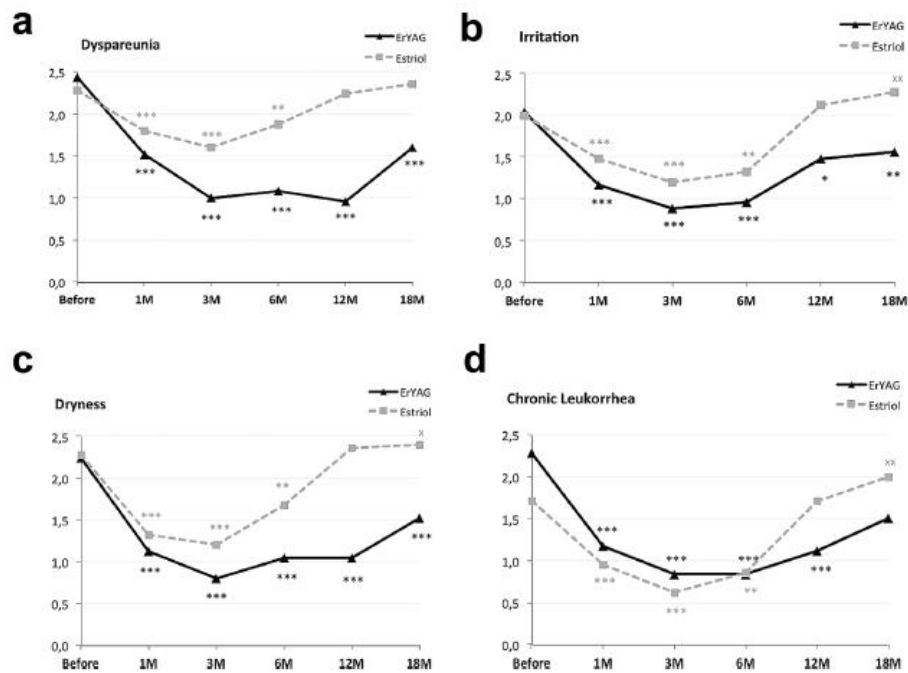 a
Dyspareunia
ErYAG
Estriol
2,5
2,0
1,5
1,0
0,5
0,0
***
***
**
***
***
***
***
***
Before 1M 3M 6M 12M 18M
b
Irritation
ErYAG
Estriol
2,5
2,0
1,5
1,0
0,5
0,0
xx
***
***
**
***
***
***
*
**
Before 1M 3M 6M 12M 18M
c
Dryness
ErYAG
Estriol
2,5
2,0
1,5
1,0
0,5
0,0
x
***
***
**
***
***
***
***
***
Before 1M 3M 6M 12M 18M
d
Chronic Leukorrhea
ErYAG
Estriol
2,5
2,0
1,5
1,0
0,5
0,0
xx
***
***
***
***
***
***
**
Before 1M 3M 6M 12M 18M